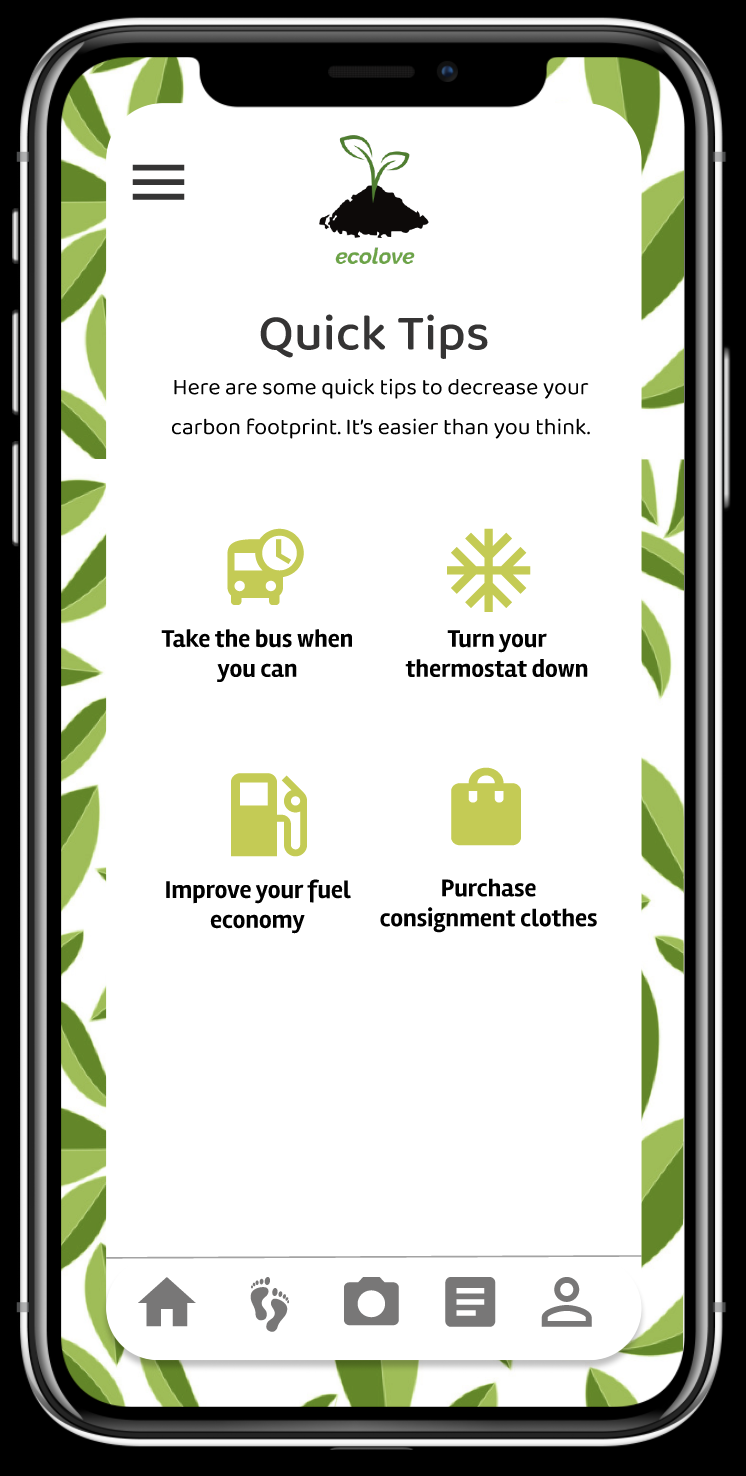 ecolove
Quick Tips
Here are some quick tips to decrease your
carbon footprint. It's easier than you think.
Take the bus when
you can
Turn your
thermostat down
Improve your fuel
economy
Purchase
consignment clothes